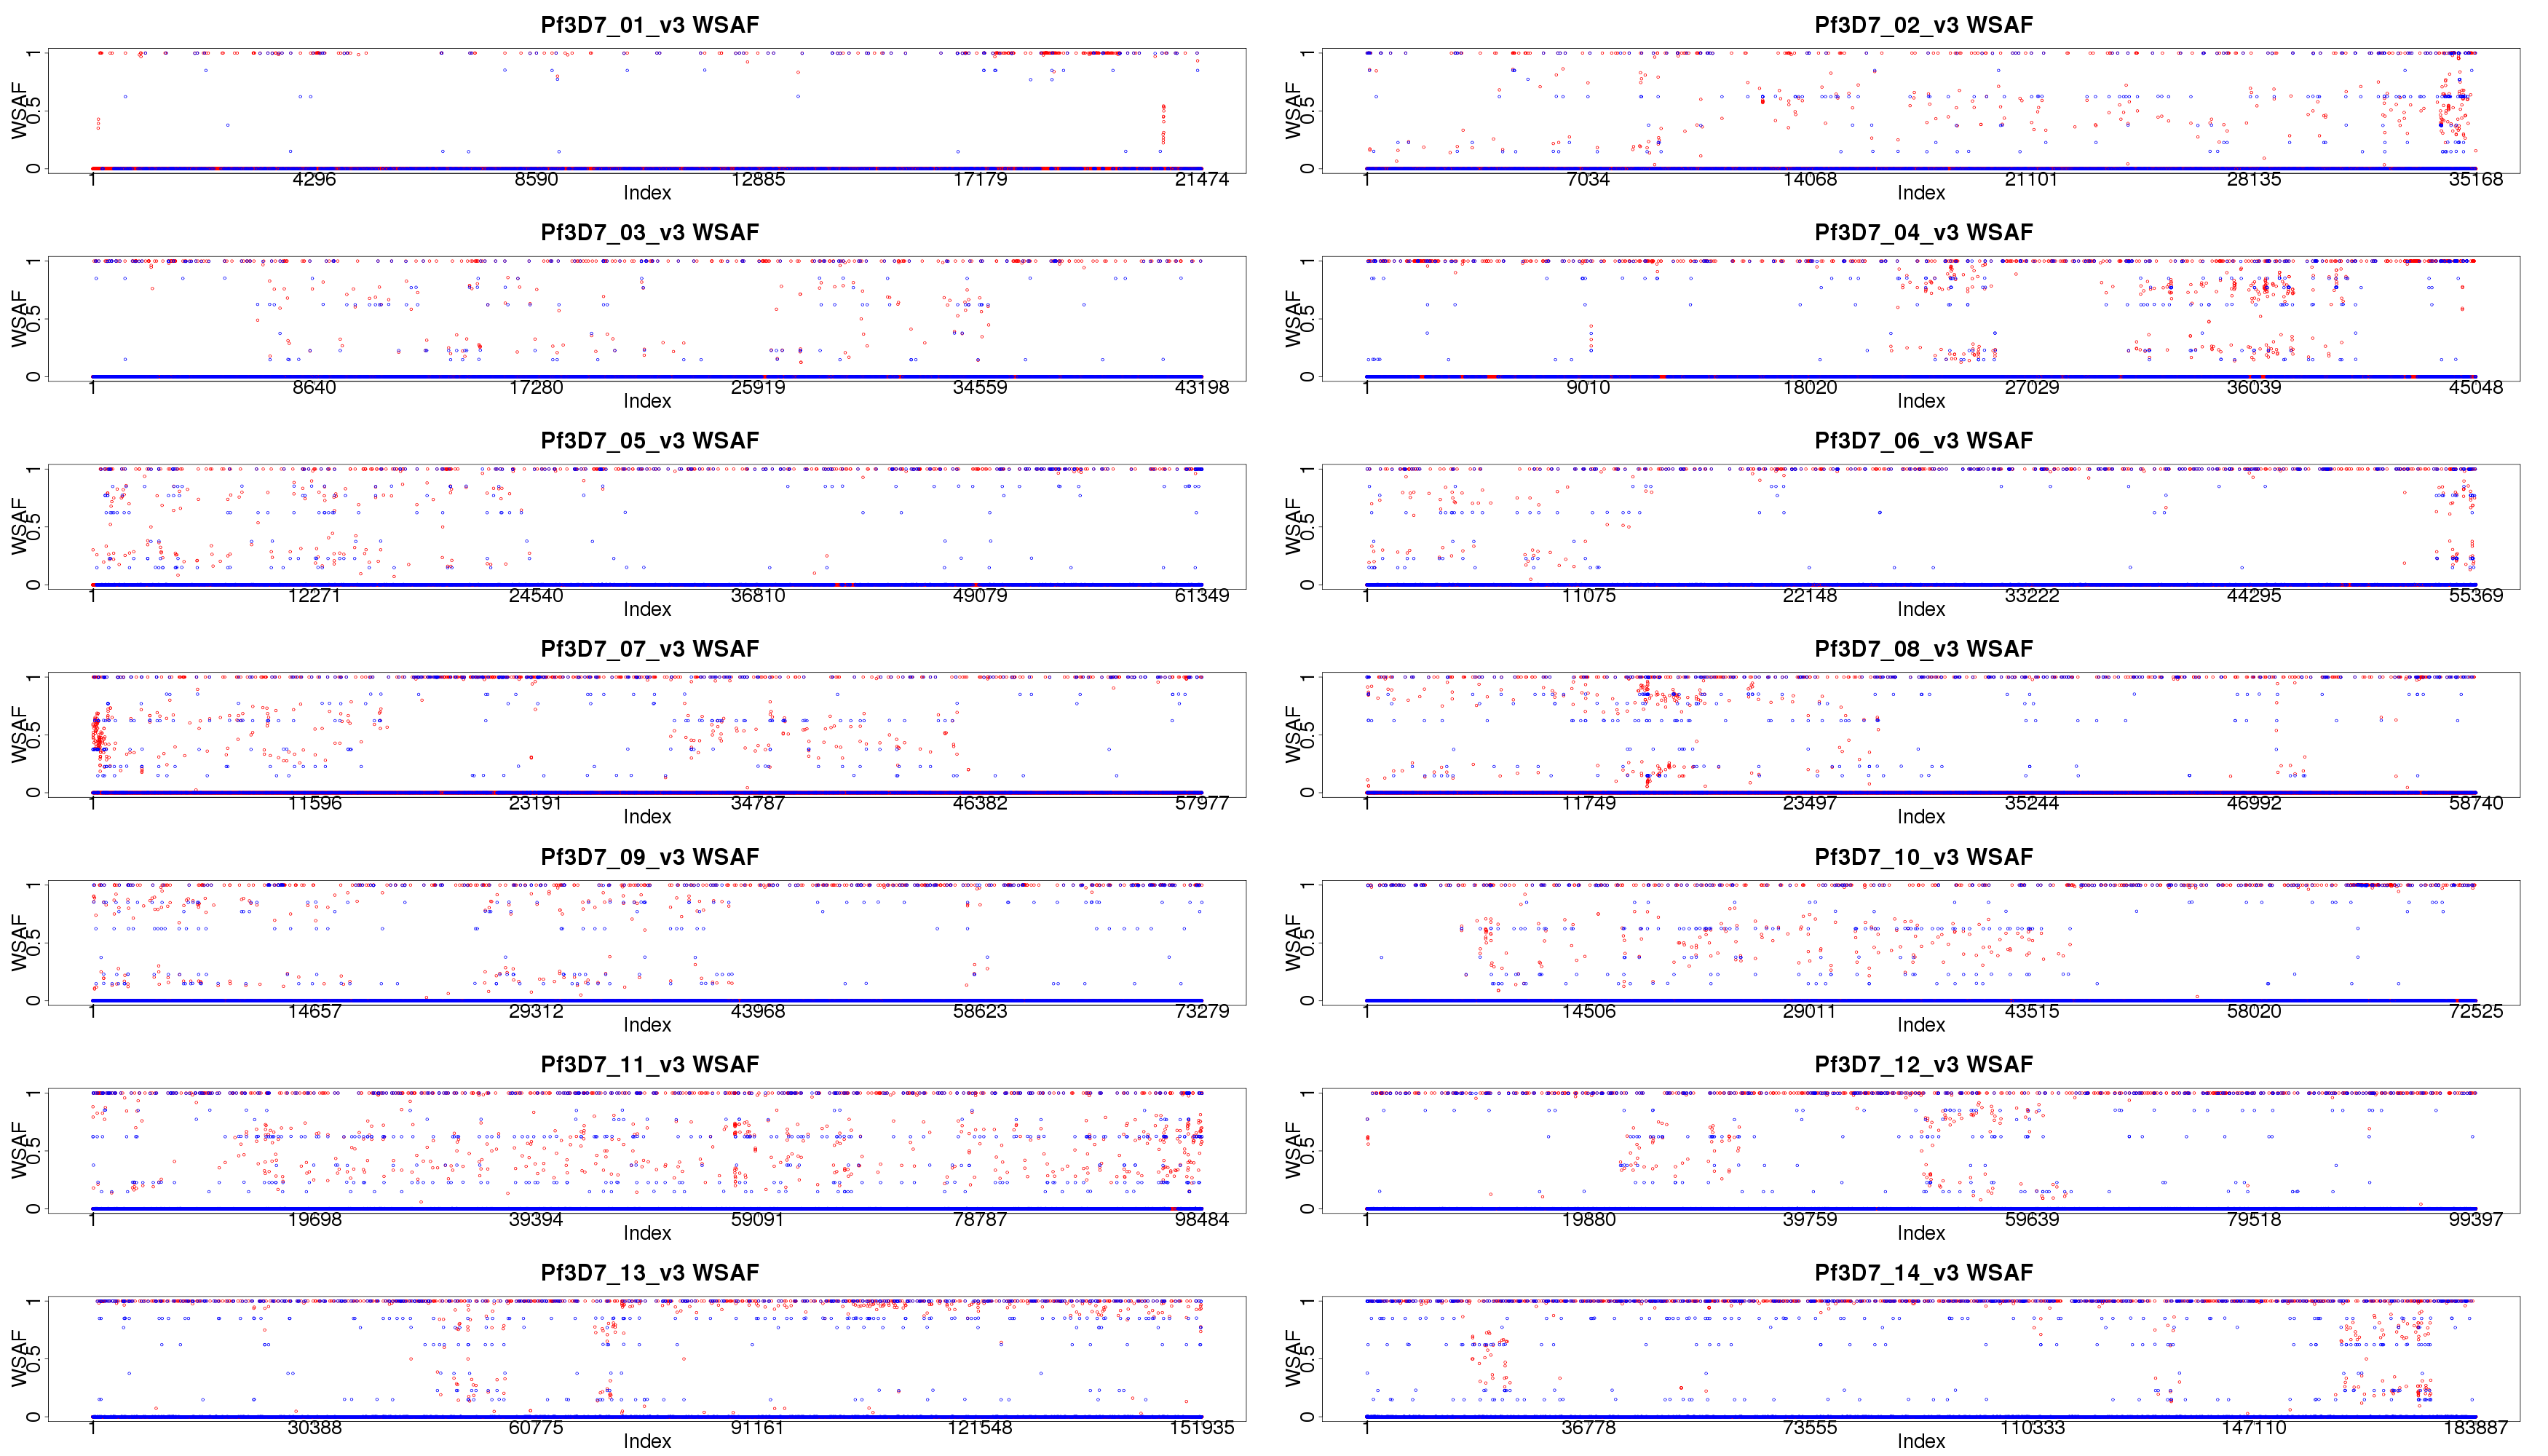 Pf3D7_01_v3 WSAF
WSAF
0 0.5 1
1 4296 8590 12885 17179 21474
Index
Pf3D7_02_v3 WSAF
WSAF
0 0.5 1
1 7034 14068 21101 28135 35168
Index
Pf3D7_03_v3 WSAF
WSAF
0 0.5 1
1 8640 17280 25919 34559 43198
Index
Pf3D7_04_v3 WSAF
WSAF
0 0.5 1
1 9010 18020 27029 36039 45048
Index
Pf3D7_05_v3 WSAF
WSAF
0 0.5 1
1 12271 24540 36810 49079 61349
Index
Pf3D7_06_v3 WSAF
WSAF
0 0.5 1
1 11075 22148 33222 44295 55369
Index
Pf3D7_07_v3 WSAF
WSAF
0 0.5 1
1 11596 23191 34787 46382 57977
Index
Pf3D7_08_v3 WSAF
WSAF
0 0.5 1
1 11749 23497 35244 46992 58740
Index
Pf3D7_09_v3 WSAF
WSAF
0 0.5 1
1 14657 29312 43968 58623 73279
Index
Pf3D7_10_v3 WSAF
WSAF
0 0.5 1
1 14506 29011 43515 58020 72525
Index
Pf3D7_11_v3 WSAF
WSAF
0 0.5 1
1 19698 39394 59091 78787 98484
Index
Pf3D7_12_v3 WSAF
WSAF
0 0.5 1
1 19880 39759 59639 79518 99397
Index
Pf3D7_13_v3 WSAF
WSAF
0 0.5 1
1 30388 60775 91161 121548 151935
Index
Pf3D7_14_v3 WSAF
WSAF
0 0.5 1
1 36778 73555 110333 147110 183887
Index